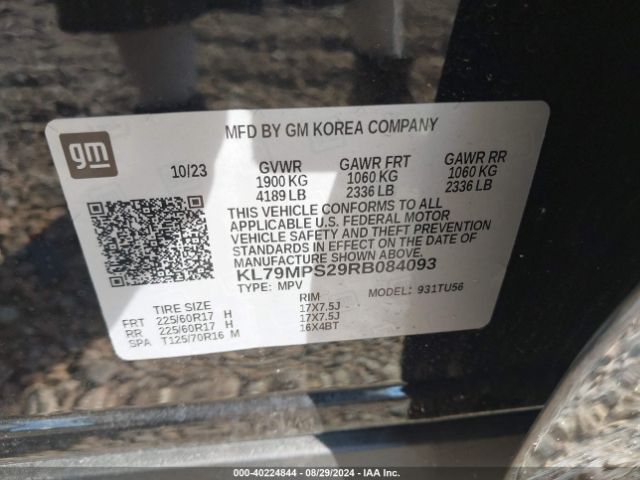 gm
MFD BY GM KOREA COMPANY
10/23 GVWR GAWR FRT GAWR RR
1900 KG 1060 KG 1060 KG
4189 LB 2336 LB 2336 LB
THIS VEHICLE CONFORMS TO ALL
APPLICABLE U.S. FEDERAL MOTOR
VEHICLE SAFETY AND THEFT PREVENTION
STANDARDS IN EFFECT ON THE DATE OF
MANUFACTURE SHOWN ABOVE.
KL79MPS29RB084093
TYPE: MPV MODEL: 931TU56
TIRE SIZE RIM
FRT 225/60R17 H 17X7.5J
RR 225/60R17 H 17X7.5J
SPA T125/70R16 M 16X4BT
000-40224844 — 08/29/2024 — IAA Inc.